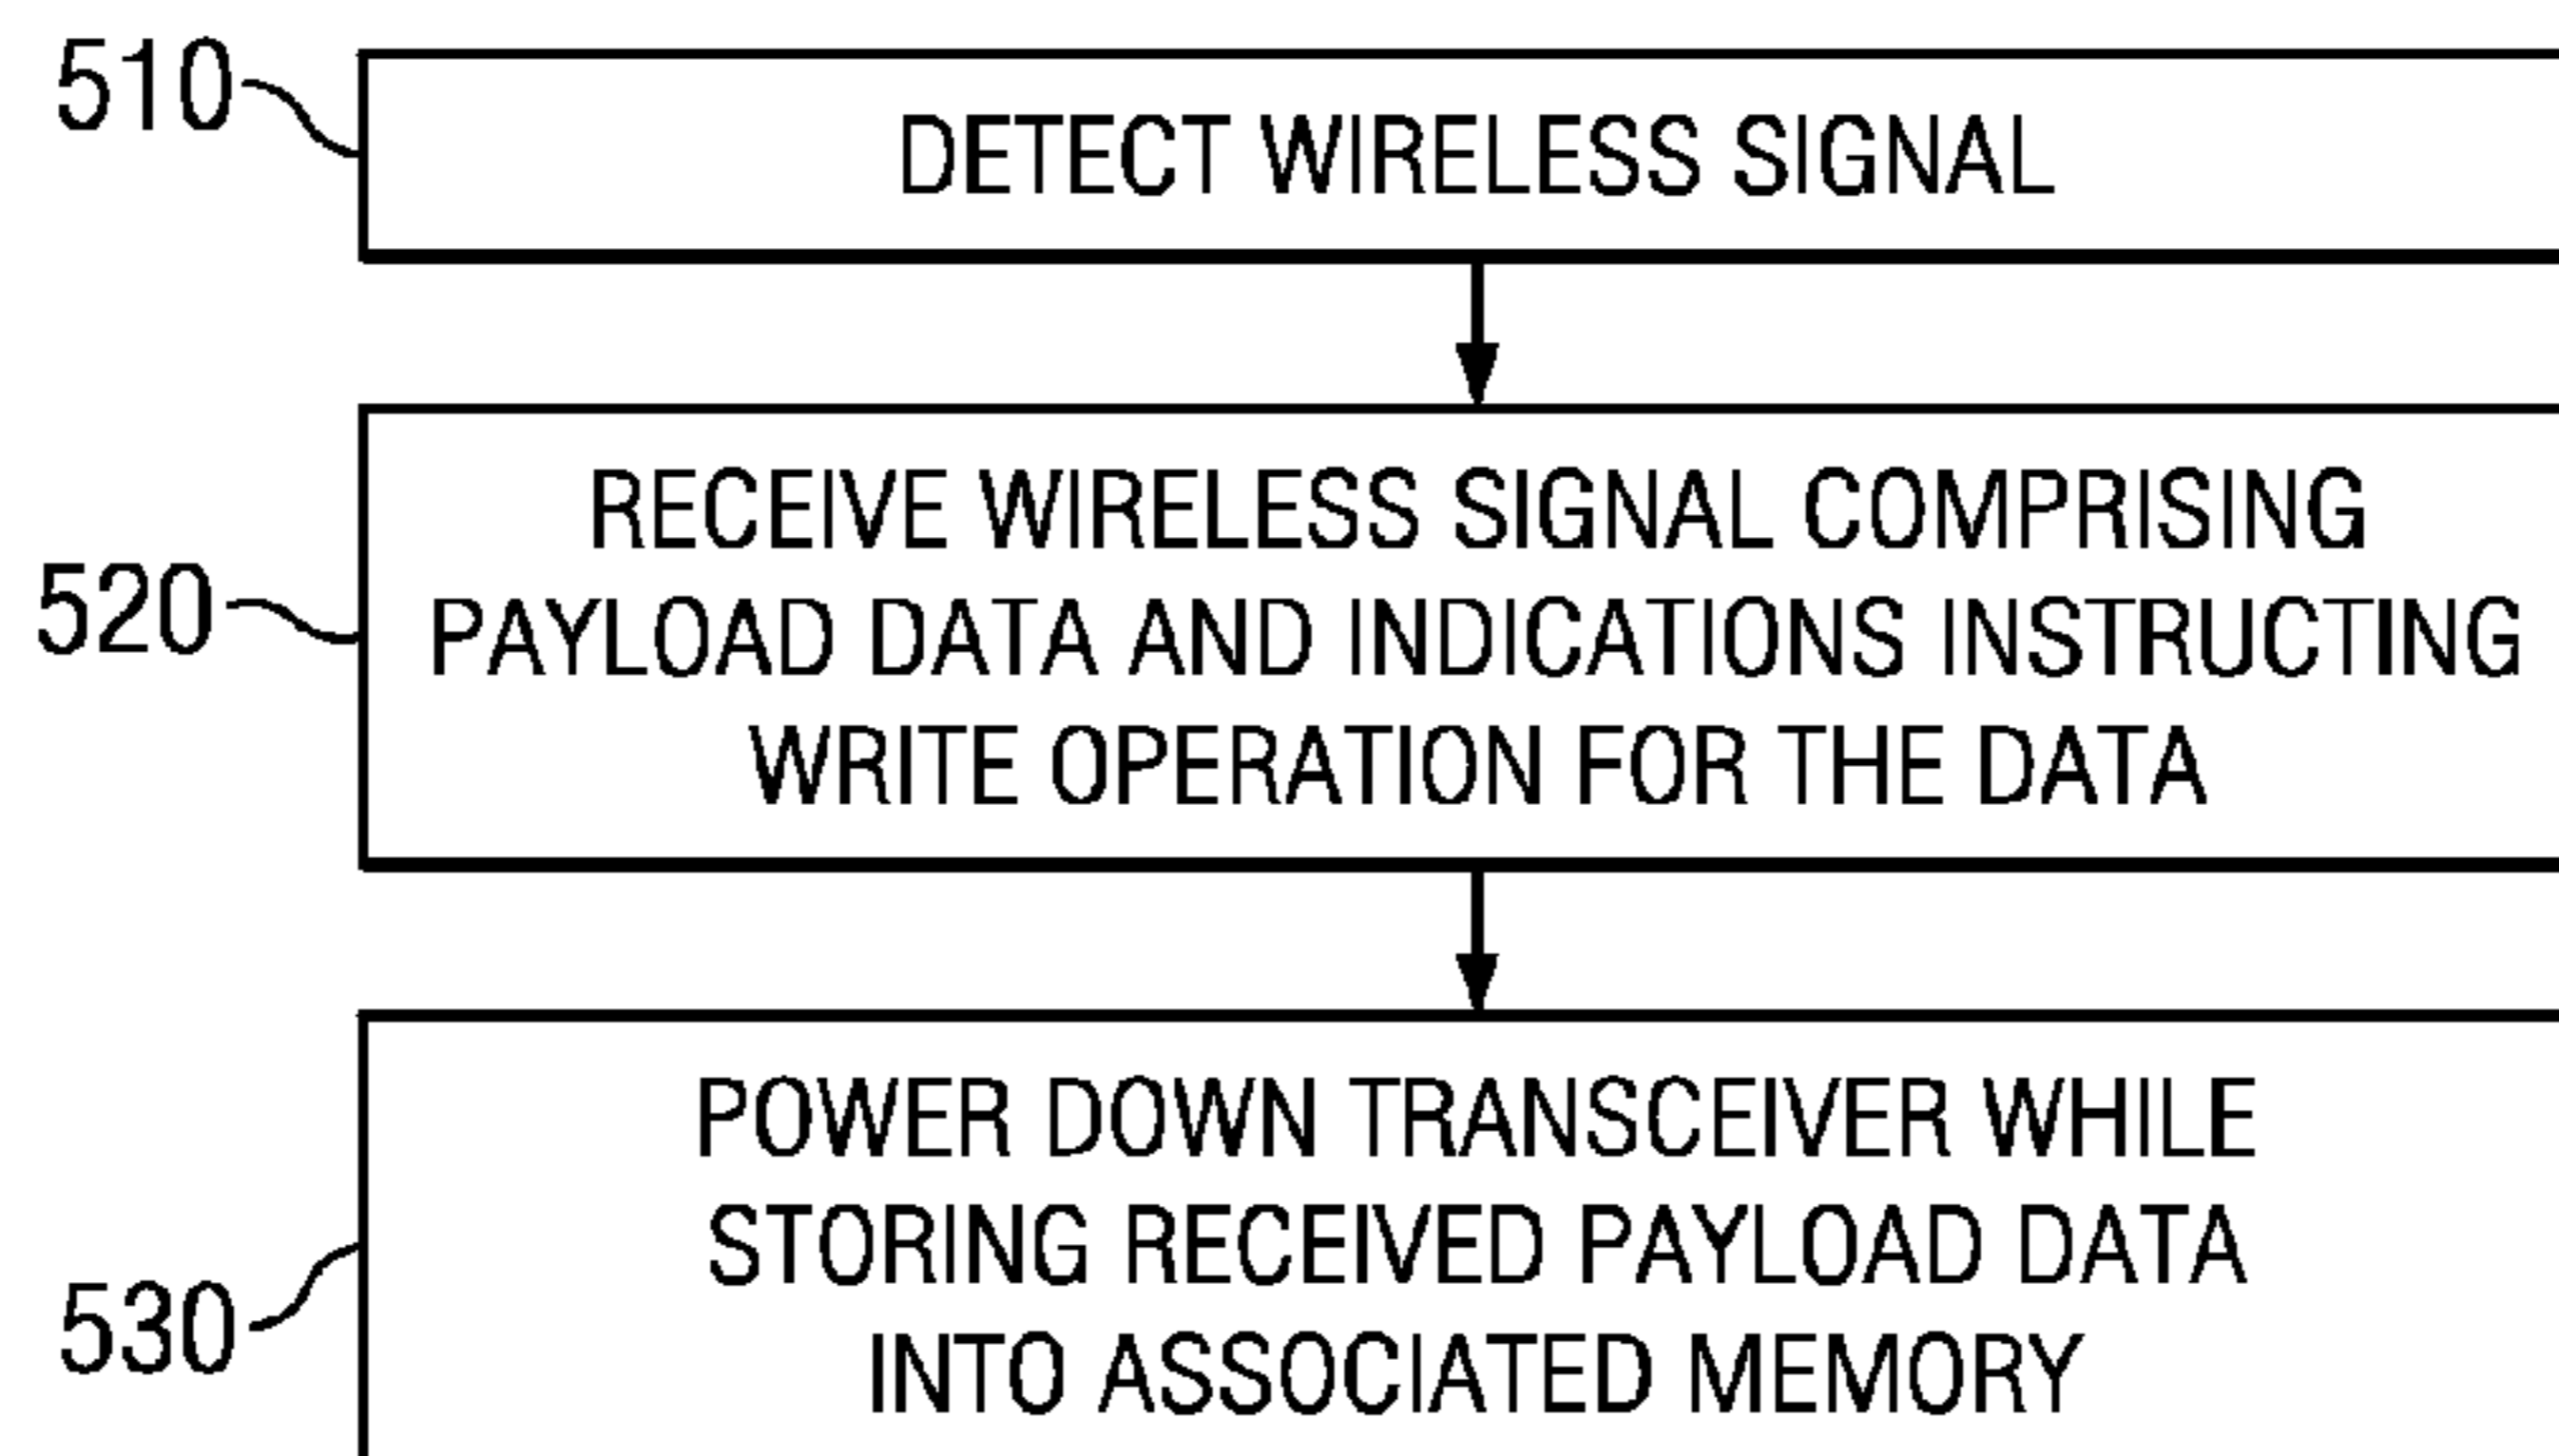 510
DETECT WIRELESS SIGNAL
RECEIVE WIRELESS SIGNAL COMPRISING
520
PAYLOAD DATA AND INDICATIONS INSTRUCTING
WRITE OPERATION FOR THE DATA
POWER DOWN TRANSCEIVER WHILE
STORING RECEIVED PAYLOAD DATA
530
INTO ASSOCIATED MEMORY